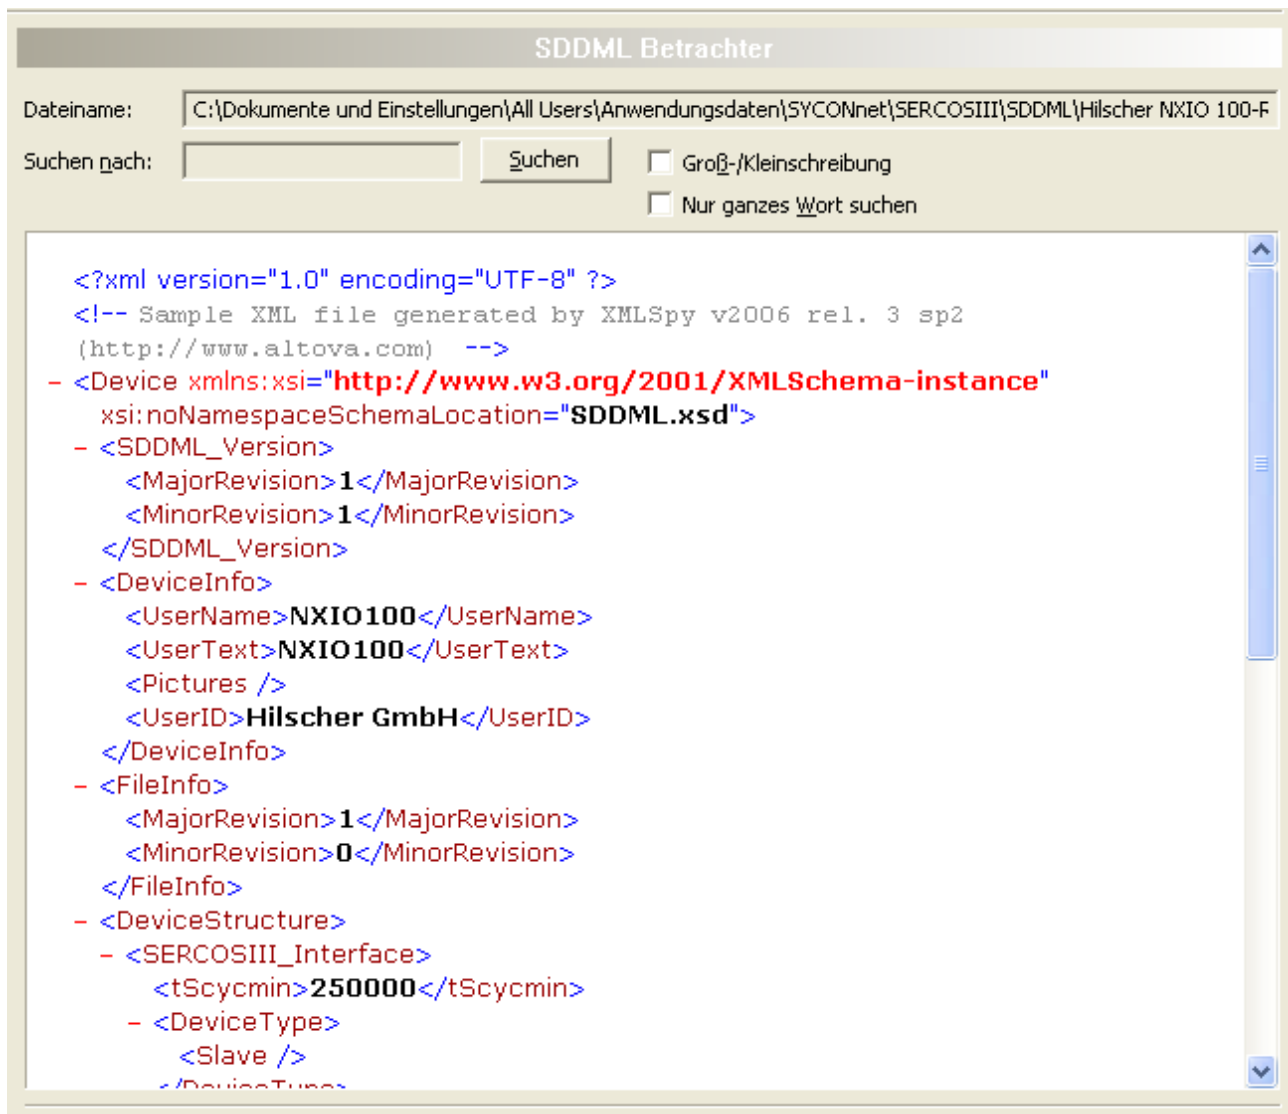 SDDML Betrachter
Dateiname: C:\Dokumente und Einstellungen\All Users\Anwendungsdaten\SYCONnet\SERCOSIII\SDDML\Hilscher NXIO 100-R
Suchen nach: Suchen Groß-/Kleinschreibung
Nur ganzes Wort suchen
<?xml version="1.0" encoding="UTF-8" ?>
<!-- Sample XML file generated by XMLSpy v2006 rel. 3 sp2
(http://www.altova.com) -->
– <Device xmlns:xsi="http://www.w3.org/2001/XMLSchema-instance"
xsi:noNamespaceSchemaLocation="SDDML.xsd">
– <SDDML_Version>
<MajorRevision>1</MajorRevision>
<MinorRevision>1</MinorRevision>
</SDDML_Version>
– <DeviceInfo>
<UserName>NXIO100</UserName>
<UserText>NXIO100</UserText>
<Pictures />
<UserID>Hilscher GmbH</UserID>
</DeviceInfo>
– <FileInfo>
<MajorRevision>1</MajorRevision>
<MinorRevision>0</MinorRevision>
</FileInfo>
– <DeviceStructure>
– <SERCOSIII_Interface>
<tScycmin>250000</tScycmin>
– <DeviceType>
<Slave />
</DeviceType>